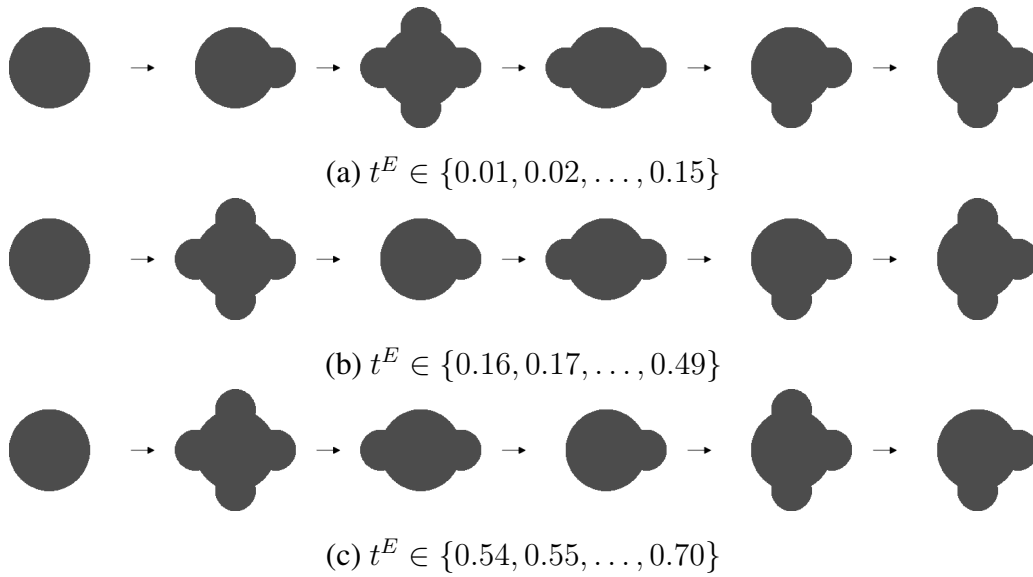 (a) t^E ∈ {0.01, 0.02, . . . , 0.15}
(b) t^E ∈ {0.16, 0.17, . . . , 0.49}
(c) t^E ∈ {0.54, 0.55, . . . , 0.70}